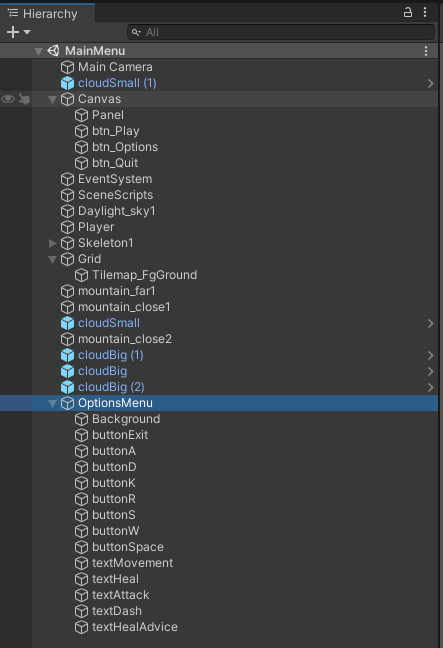 Hierarchy
All
MainMenu
Main Camera
cloudSmall (1)
Canvas
Panel
btn_Play
btn_Options
btn_Quit
EventSystem
SceneScripts
Daylight_sky1
Player
Skeleton1
Grid
Tilemap_FgGround
mountain_far1
mountain_close1
cloudSmall
mountain_close2
cloudBig (1)
cloudBig
cloudBig (2)
OptionsMenu
Background
buttonExit
buttonA
buttonD
buttonK
buttonR
buttonS
buttonW
buttonSpace
textMovement
textHeal
textAttack
textDash
textHealAdvice